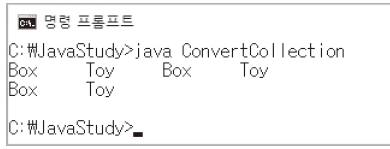 명령 프롬프트
C:₩JavaStudy>java ConvertCollection
Box Toy Box Toy
Box Toy
C:₩JavaStudy>